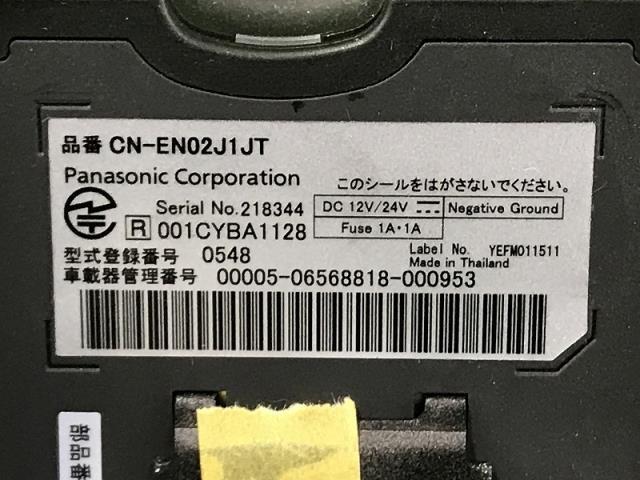 品番 CN-EN02J1JT
Panasonic Corporation
このシールをはがさないでください。
Serial No.218344
DC 12V/24V
Negative Ground
R 001CYBA1128
Fuse 1A・1A
型式登録番号 0548
Label No. YEFM011511
Made in Thailand
車載器管理番号 00005-06568818-000953
部品